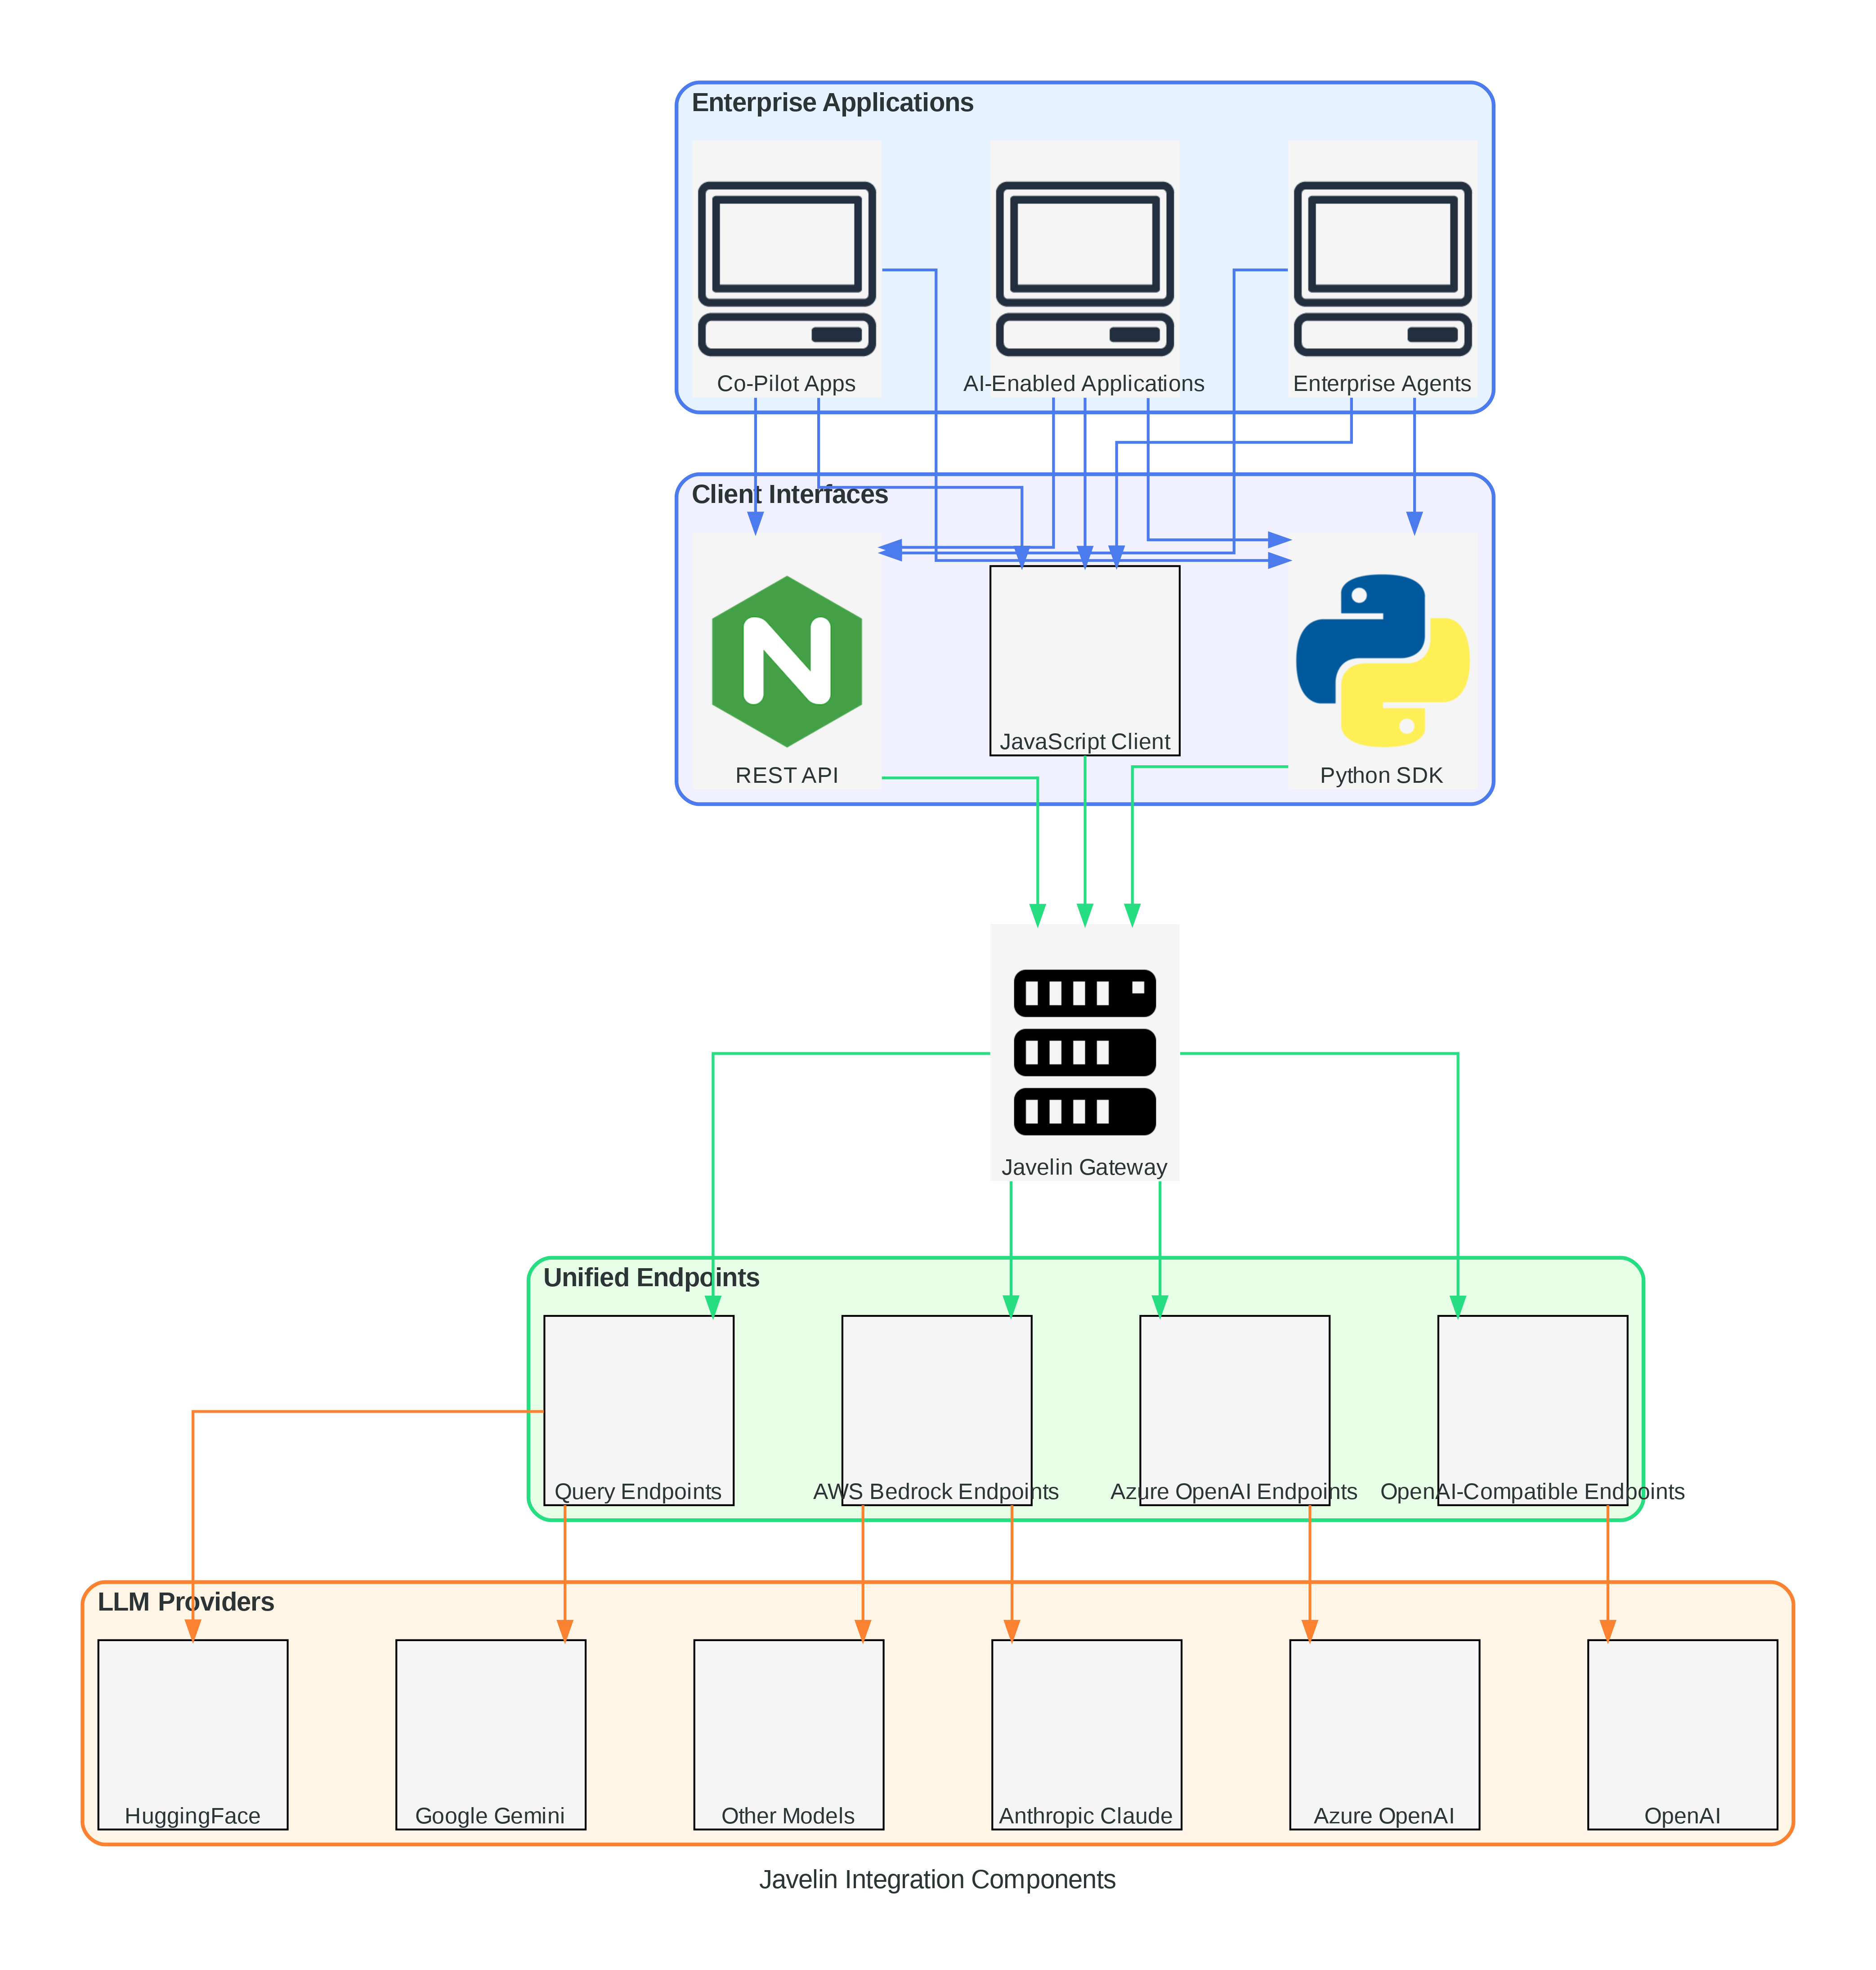 Enterprise Applications
Co-Pilot Apps
AI-Enabled Applications
Enterprise Agents
Client Interfaces
N
REST API
JavaScript Client
Python SDK
Javelin Gateway
Unified Endpoints
Query Endpoints
AWS Bedrock Endpoints
Azure OpenAI Endpoints
OpenAI-Compatible Endpoints
LLM Providers
HuggingFace
Google Gemini
Other Models
Anthropic Claude
Azure OpenAI
OpenAI
Javelin Integration Components